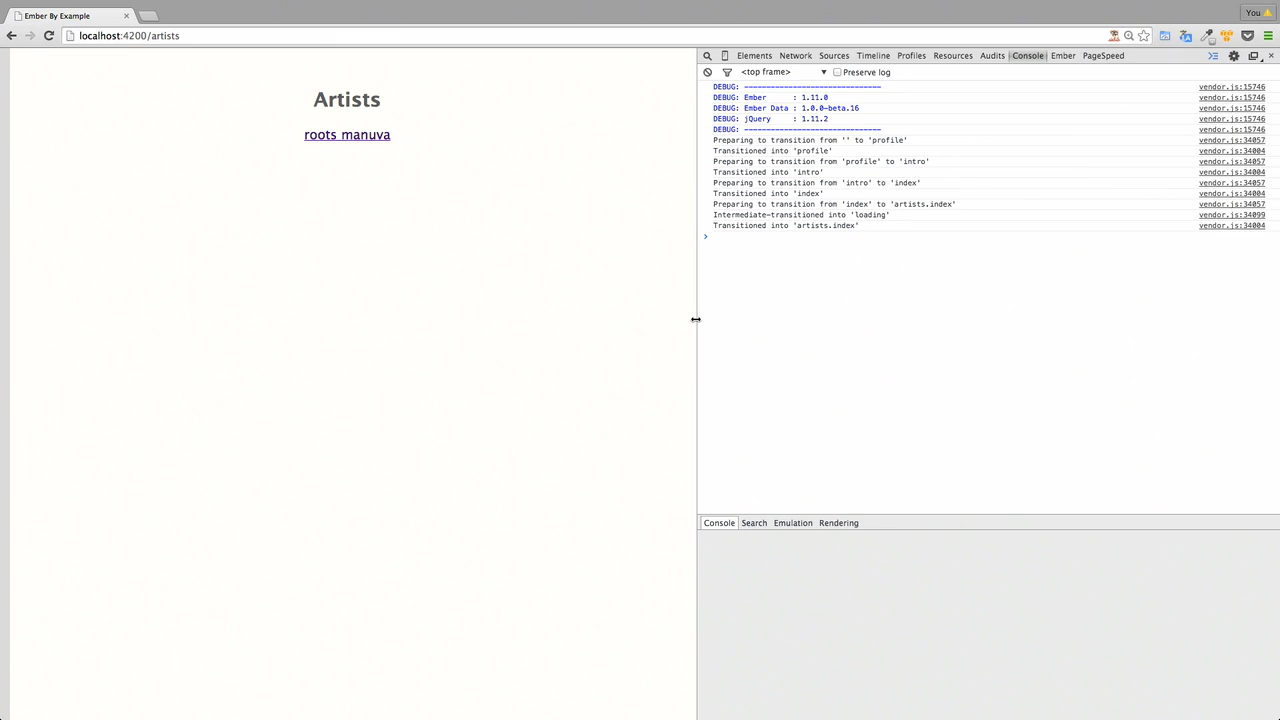 Ember By Example
You
localhost:4200/artists
Elements Network Sources Timeline Profiles Resources Audits Console Ember PageSpeed
<top frame> Preserve log
Artists
roots manuva
DEBUG: ------------------------------- vendor.js:15746
DEBUG: Ember      : 1.11.0 vendor.js:15746
DEBUG: Ember Data : 1.0.0-beta.16 vendor.js:15746
DEBUG: jQuery     : 1.11.2 vendor.js:15746
DEBUG: ------------------------------- vendor.js:15746
Preparing to transition from '' to 'profile' vendor.js:34057
Transitioned into 'profile' vendor.js:34004
Preparing to transition from 'profile' to 'intro' vendor.js:34057
Transitioned into 'intro' vendor.js:34004
Preparing to transition from 'intro' to 'index' vendor.js:34057
Transitioned into 'index' vendor.js:34004
Preparing to transition from 'index' to 'artists.index' vendor.js:34057
Intermediate-transitioned into 'loading' vendor.js:34099
Transitioned into 'artists.index' vendor.js:34004
Console Search Emulation Rendering